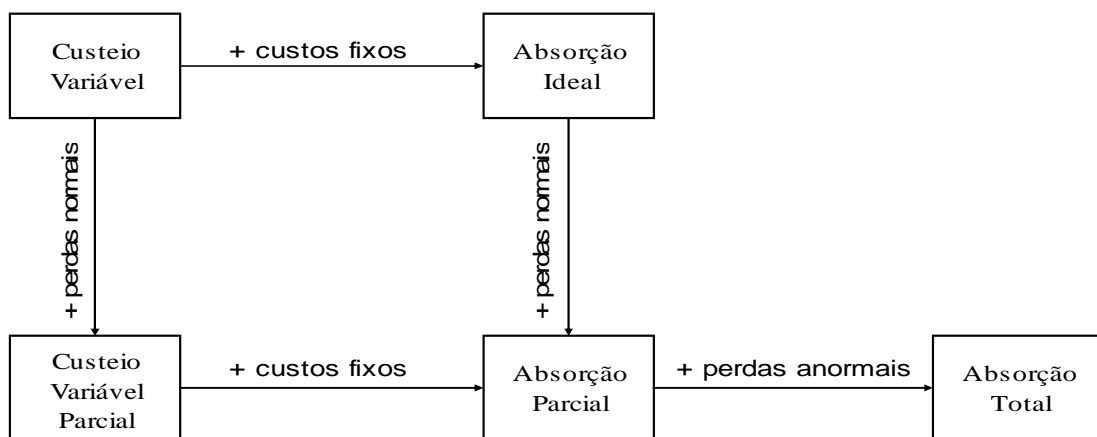 Custeio
Variável
+ custos fixos
Absorção
Ideal
+ perdas normais
+ perdas normais
Custeio
Variável
Parcial
+ custos fixos
Absorção
Parcial
+ perdas anormais
Absorção
Total